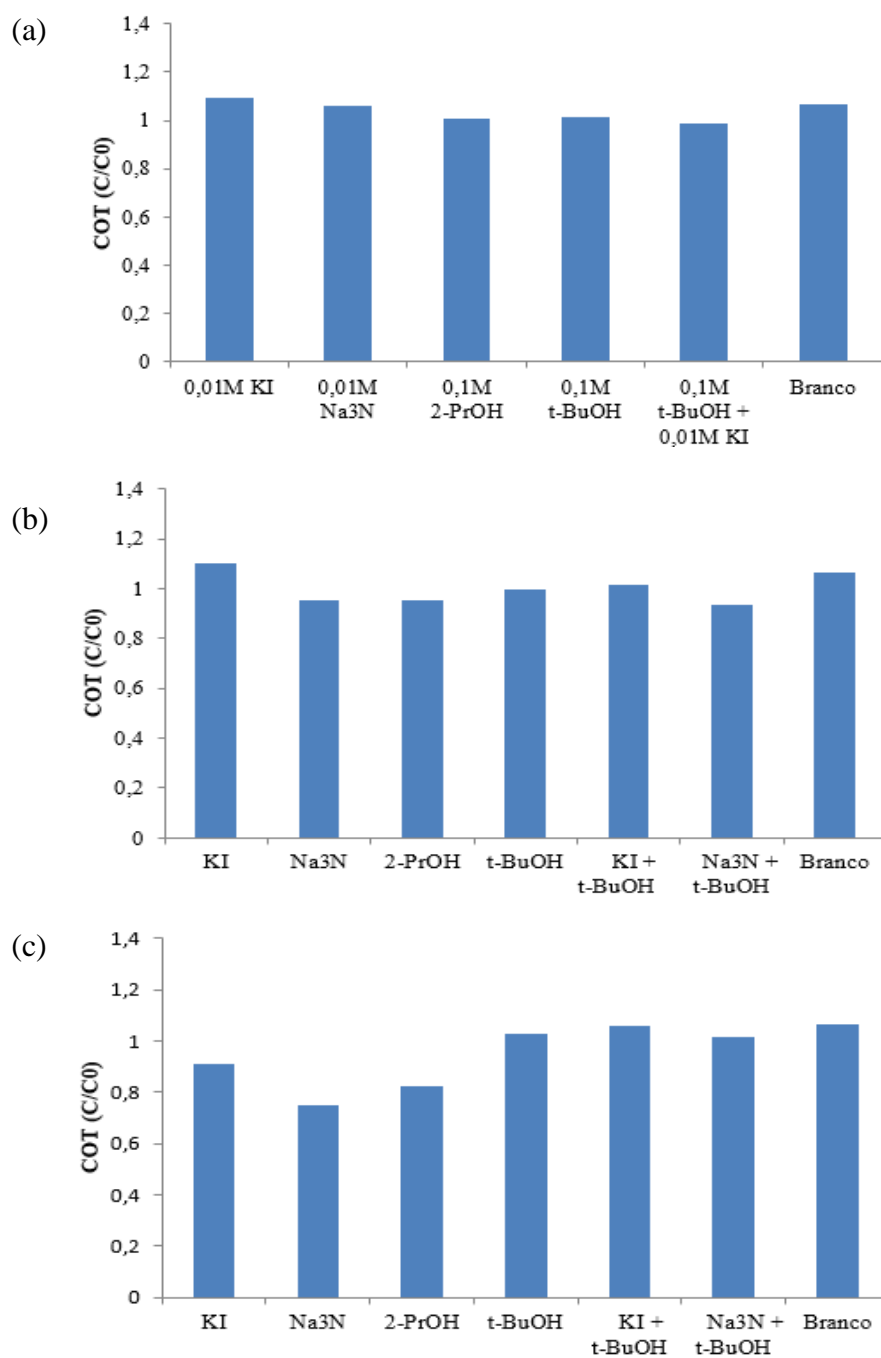 (a)
1,4
1,2
1
0,8
0,6
0,4
0,2
0
COT (C/C0)
0,01M KI
0,01M
Na3N
0,1M
2-PrOH
0,1M
t-BuOH
0,1M
t-BuOH +
0,01M KI
Branco
(b)
1,4
1,2
1
0,8
0,6
0,4
0,2
0
COT (C/C0)
KI
Na3N
2-PrOH
t-BuOH
KI +
t-BuOH
Na3N +
t-BuOH
Branco
(c)
1,4
1,2
1
0,8
0,6
0,4
0,2
0
COT (C/C0)
KI
Na3N
2-PrOH
t-BuOH
KI +
t-BuOH
Na3N +
t-BuOH
Branco